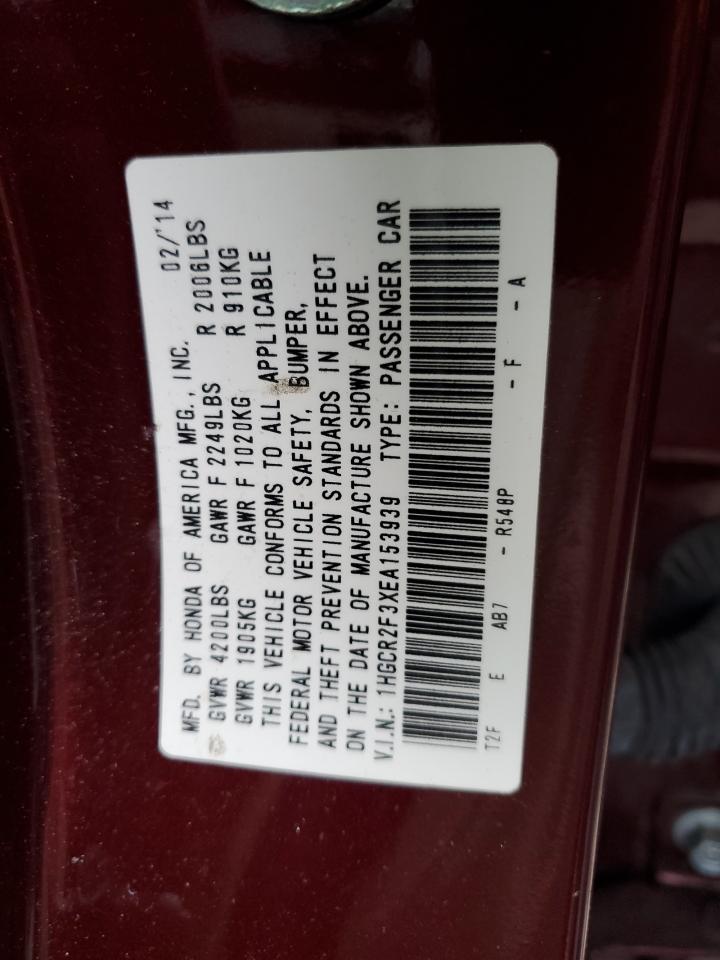 MFD. BY HONDA OF AMERICA MFG., INC. 02/'14
GVWR 4200LBS GAWR F 2249LBS R 2006LBS
GVWR 1905KG GAWR F 1020KG R 910KG
THIS VEHICLE CONFORMS TO ALL APPLICABLE
FEDERAL MOTOR VEHICLE SAFETY, BUMPER,
AND THEFT PREVENTION STANDARDS IN EFFECT
ON THE DATE OF MANUFACTURE SHOWN ABOVE.
V.I.N.: 1HGCR2F3XEA153939 TYPE: PASSENGER CAR
T2F E AB7 - R548P - F - A